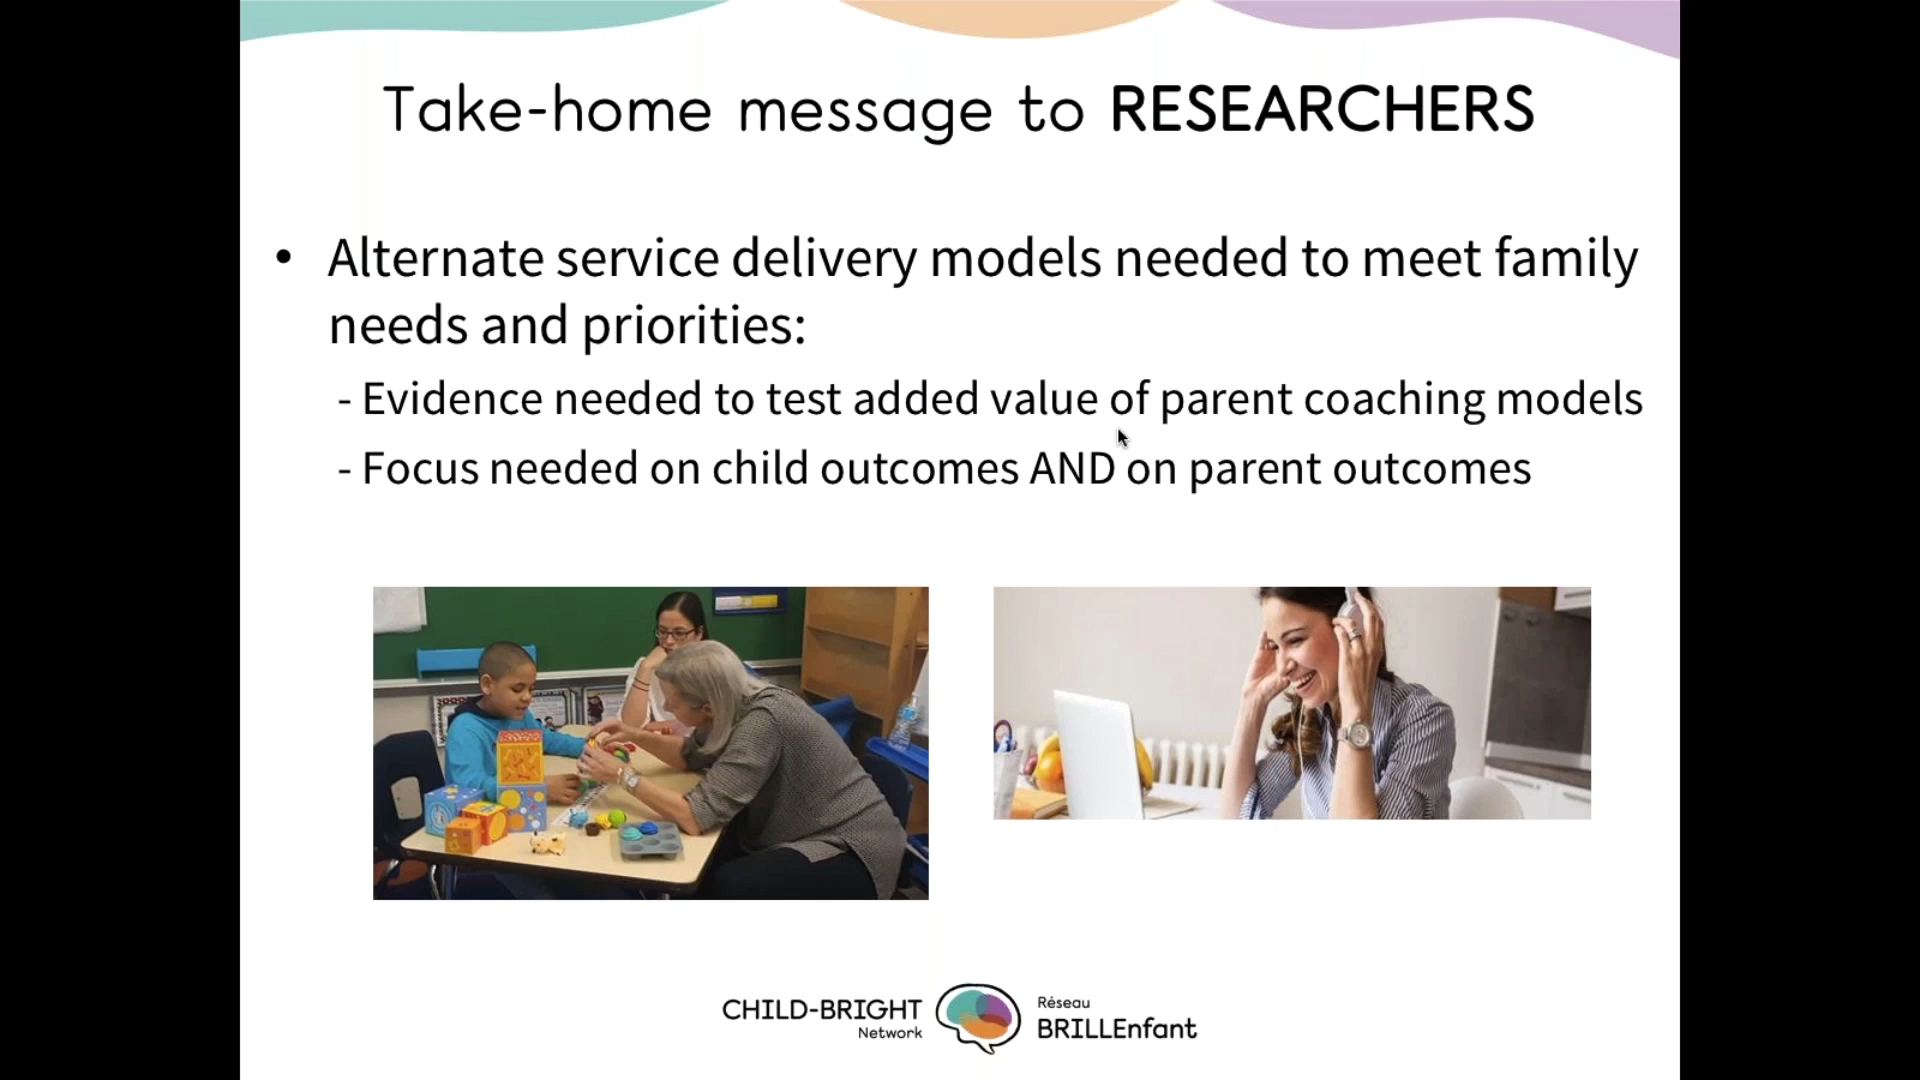 Take-home message to RESEARCHERS
• Alternate service delivery models needed to meet family
needs and priorities:
- Evidence needed to test added value of parent coaching models
- Focus needed on child outcomes AND on parent outcomes
CHILD-BRIGHT
Network
Réseau
BRILLEnfant